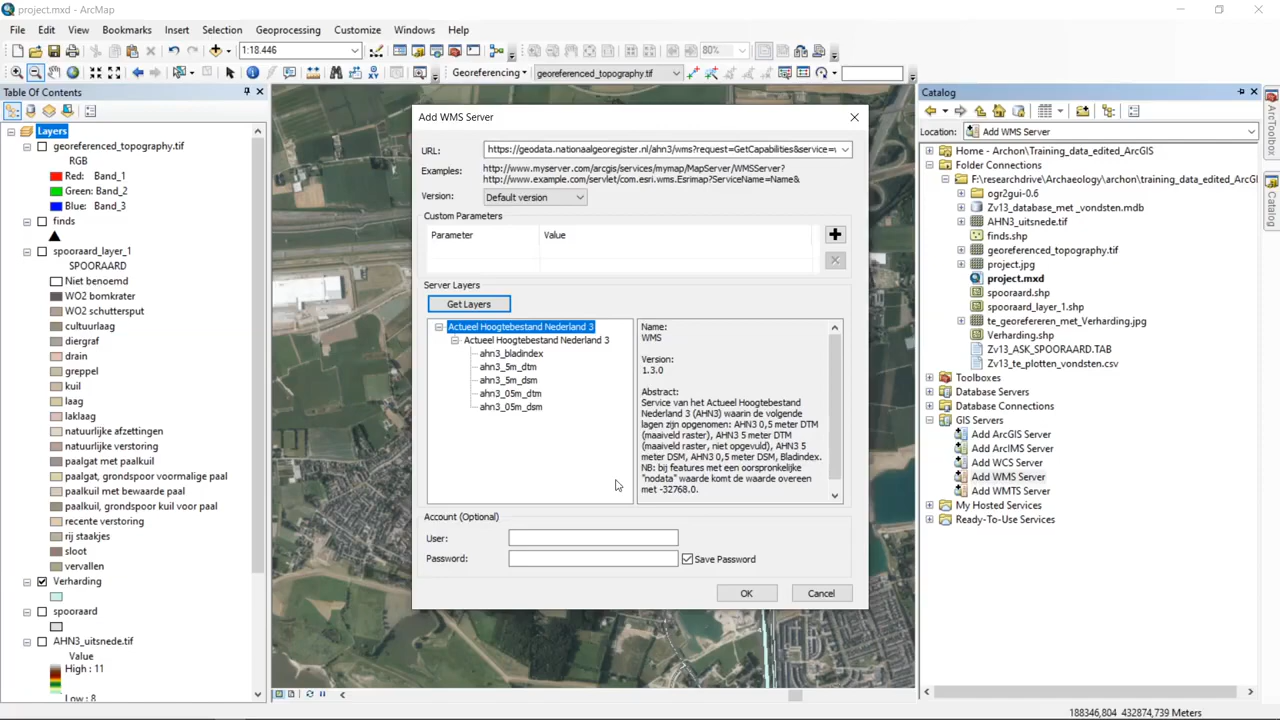 project.mxd - ArcMap
File Edit View Bookmarks Insert Selection Geoprocessing Customize Windows Help
1:18.446
80%
Georeferencing
georeferenced_topography.tif
Table Of Contents
Layers
georeferenced_topography.tif
RGB
Red: Band_1
Green: Band_2
Blue: Band_3
finds
spooraard_layer_1
SPOORAARD
Niet benoemd
WO2 bomkrater
WO2 schuttersput
cultuurlaag
diergraf
drain
greppel
kuil
laag
laklaag
natuurlijke afzettingen
natuurlijke verstoring
paalgat met paalkuil
paalgat, grondspoor voormalige paal
paalkuil met bewaarde paal
paalkuil, grondspoor kuil voor paal
recente verstoring
rij staakjes
sloot
vervallen
Verharding
spooraard
AHN3_uitsnede.tif
Value
High : 11
Low : 8
Add WMS Server
URL:
https://geodata.nationaalgeoregister.nl/ahn3/wms?request=GetCapabilities&service=
Examples:
http://www.myserver.com/arcgis/services/mymap/MapServer/WMSServer?
http://www.example.com/servlet/com.esri.wms.Esrimap?ServiceName=Name&
Version:
Default version
Custom Parameters
Parameter Value
Server Layers
Get Layers
Actueel Hoogtebestand Nederland 3
Actueel Hoogtebestand Nederland 3
ahn3_bladindex
ahn3_5m_dtm
ahn3_5m_dsm
ahn3_05m_dtm
ahn3_05m_dsm
Name:
WMS
Version:
1.3.0
Abstract:
Service van het Actueel Hoogtebestand
Nederland 3 (AHN3) waarin de volgende
lagen zijn opgenomen: AHN3 0,5 meter DTM
(maaiveld raster), AHN3 5 meter DTM
(maaiveld raster, niet opgevuld), AHN3 5
meter DSM, AHN3 0,5 meter DSM, Bladindex.
NB: bij features met een oorspronkelijke
"nodata" waarde komt de waarde overeen
met -32768.0.
Account (Optional)
User:
Password:
Save Password
OK
Cancel
Catalog
Location:
Add WMS Server
Home - Archon\Training_data_edited_ArcGIS
Folder Connections
F:\researchdrive\Archaeology\archon\training_data_edited_ArcGI
ogr2gui-0.6
Zv13_database_met _vondsten.mdb
AHN3_uitsnede.tif
finds.shp
georeferenced_topography.tif
project.jpg
project.mxd
spooraard.shp
spooraard_layer_1.shp
te_georefereren_met_Verharding.jpg
Verharding.shp
Zv13_ASK_SPOORAARD.TAB
Zv13_te_plotten_vondsten.csv
Toolboxes
Database Servers
Database Connections
GIS Servers
Add ArcGIS Server
Add ArcIMS Server
Add WCS Server
Add WMS Server
Add WMTS Server
My Hosted Services
Ready-To-Use Services
ArcToolbox
Catalog
188346,804 432874,739 Meters